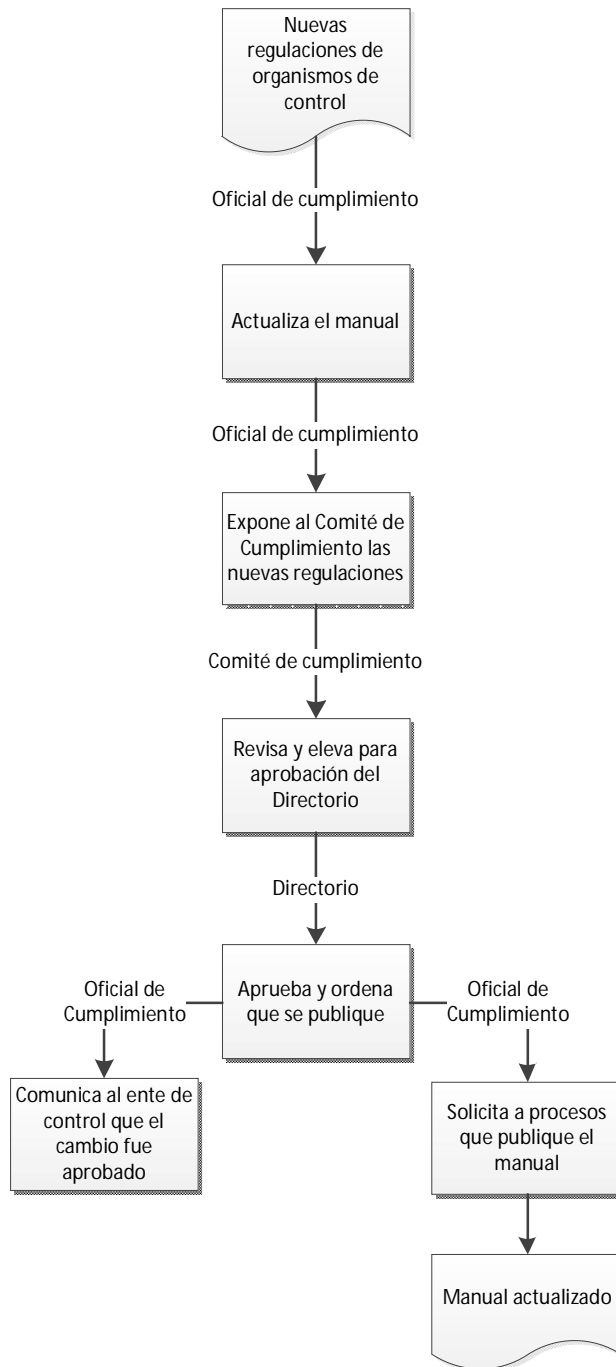 Nuevas
regulaciones de
organismos de
control
Oficial de cumplimiento
Actualiza el manual
Oficial de cumplimiento
Expone al Comité de
Cumplimiento las
nuevas regulaciones
Comité de cumplimiento
Revisa y eleva para
aprobación del
Directorio
Directorio
Aprueba y ordena
que se publique
Oficial de
Cumplimiento
Oficial de
Cumplimiento
Comunica al ente de
control que el
cambio fue
aprobado
Solicita a procesos
que publique el
manual
Manual actualizado